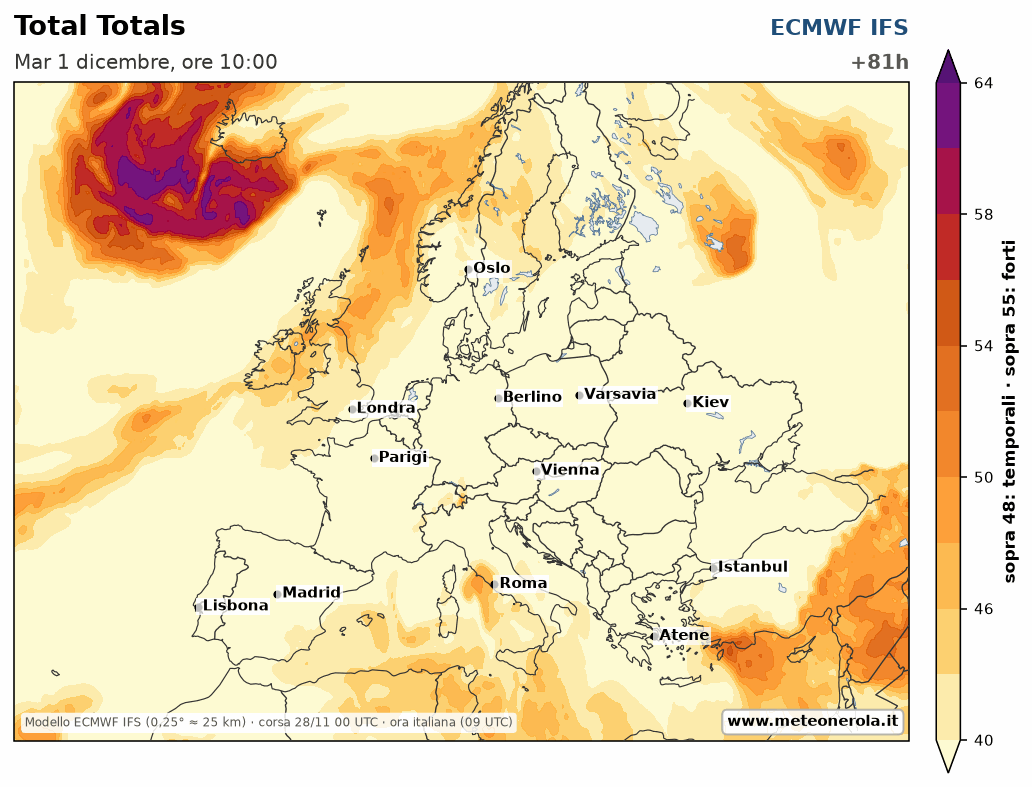 Total Totals
ECMWF IFS
Mar 1 dicembre, ore 10:00
+81h
64
58
54
50
46
40
sopra 48: temporali · sopra 55: forti
Oslo
Londra
Berlino
Varsavia
Kiev
Parigi
Vienna
Istanbul
Roma
Madrid
Lisbona
Atene
Modello ECMWF IFS (0,25° ≈ 25 km) · corsa 28/11 00 UTC · ora italiana (09 UTC)
www.meteonerola.it